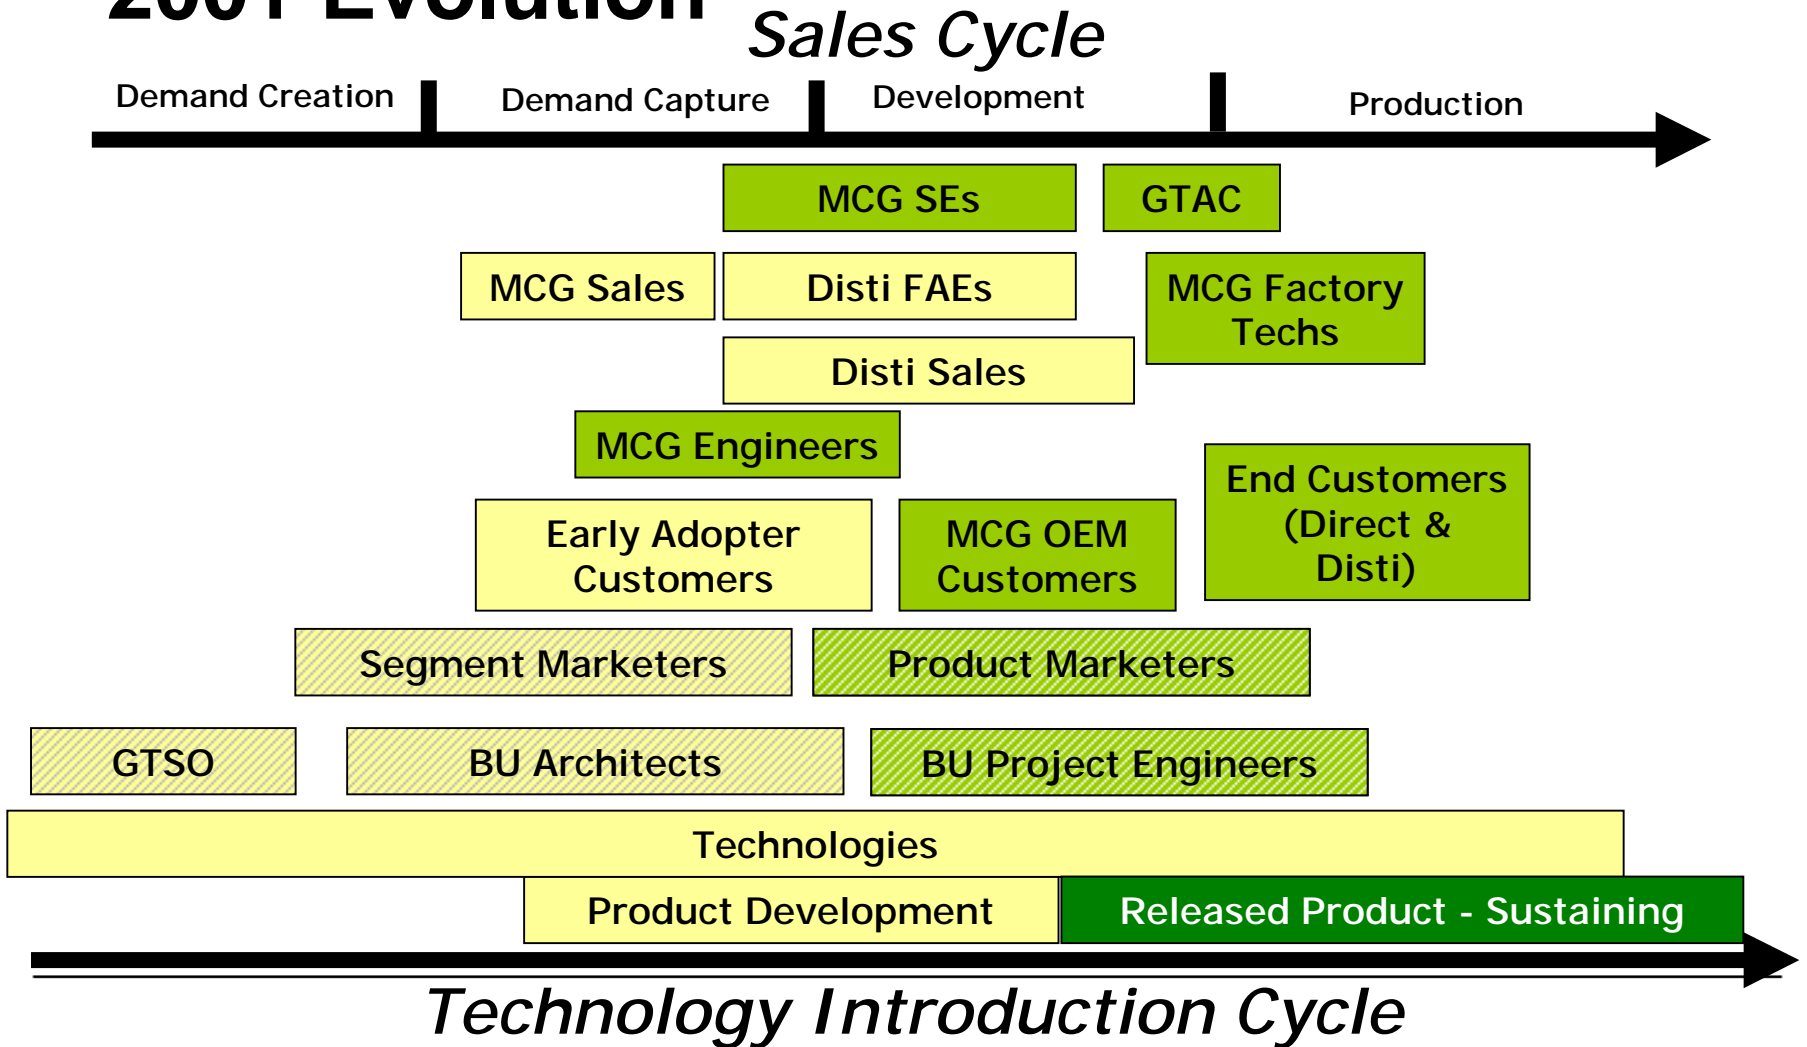 2001 Evolution
Sales Cycle
Demand Creation
Demand Capture
Development
Production
MCG SEs
GTAC
MCG Sales
Disti FAEs
MCG Factory
Techs
Disti Sales
MCG Engineers
End Customers
(Direct &
Disti)
Early Adopter
Customers
MCG OEM
Customers
Segment Marketers
Product Marketers
GTSO
BU Architects
BU Project Engineers
Technologies
Product Development
Released Product - Sustaining
Technology Introduction Cycle